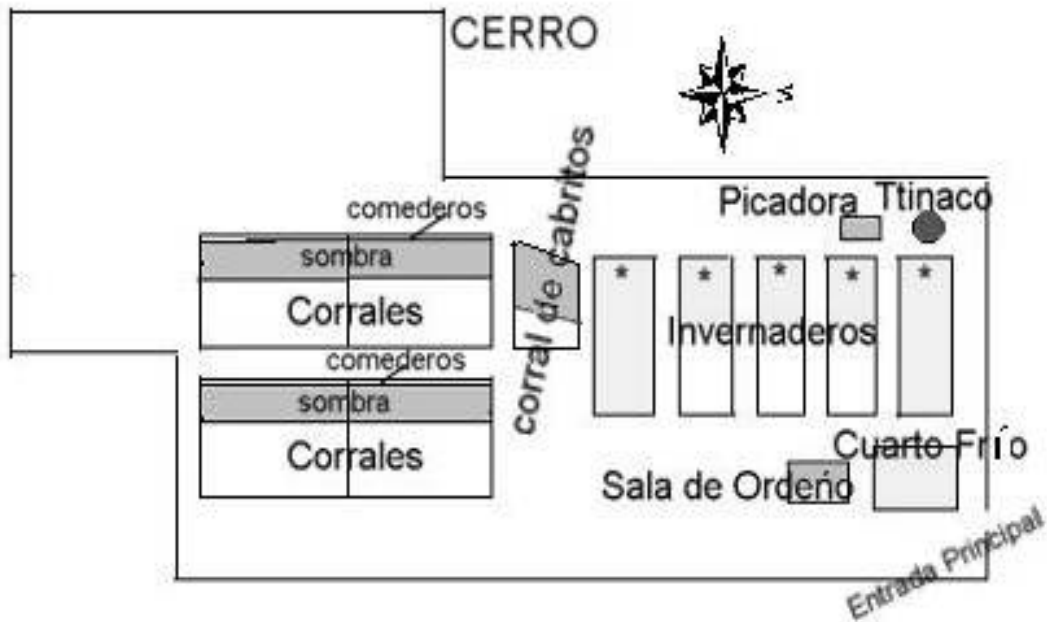 CERRO
corral de cabritos
Picadora
Ttinaco
comederos
sombra
Corrales
* * * * *
Invernaderos
comederos
sombra
Corrales
Cuarto Frío
Sala de Ordeño
Entrada Principal